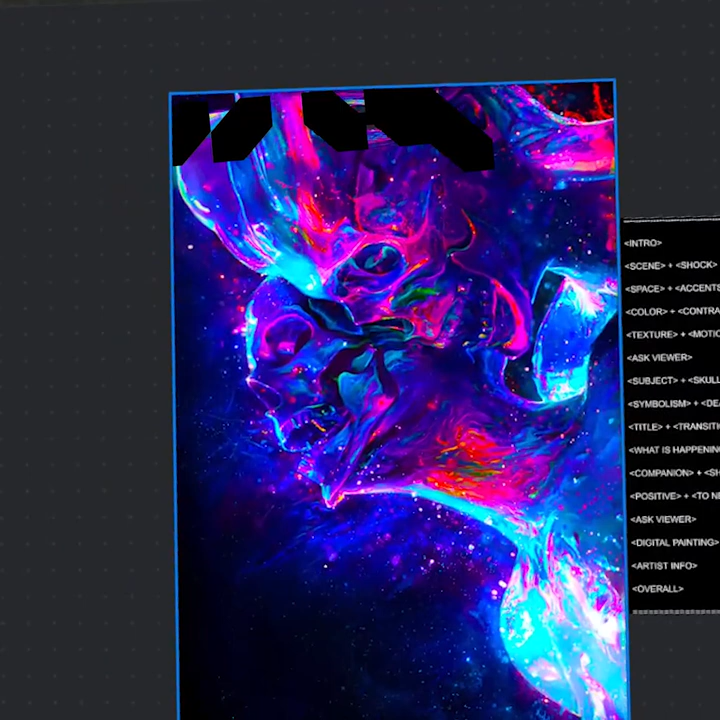 <INTRO>
<SCENE> + <SHOCK>
<SPACE> + <ACCENTS
<COLOR> + <CONTRA
<TEXTURE> + <MOTIO
<ASK VIEWER>
<SUBJECT> + <SKULL
<SYMBOLISM> + <DEA
<TITLE> + <TRANSITI
<WHAT IS HAPPENING
<COMPANION> + <SH
<POSITIVE> + <TO NE
<ASK VIEWER>
<DIGITAL PAINTING>
<ARTIST INFO>
<OVERALL>